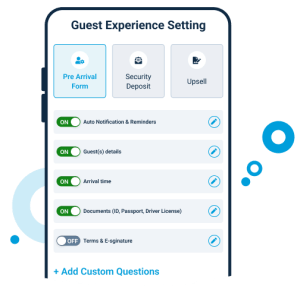 Guest Experience Setting
Pre Arrival
Form
Security
Deposit
Upsell
ON Auto Notification & Reminders
ON Guest(s) details
ON Arrival time
ON Documents (ID, Passport, Driver License)
OFF Terms & E-oginature
+ Add Custom Questions